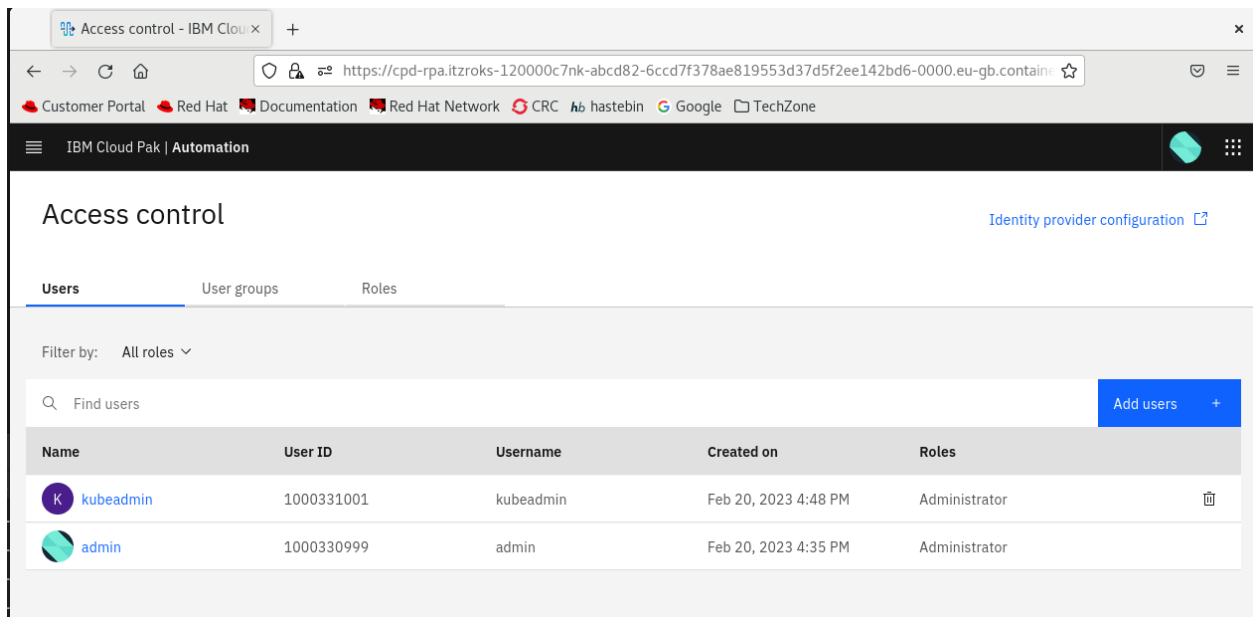 Access control - IBM Clou
https://cpd-rpa.itzroks-120000c7nk-abcd82-6ccd7f378ae819553d37d5f2ee142bd6-0000.eu-gb.containe
Customer Portal Red Hat Documentation Red Hat Network CRC hb hastebin G Google TechZone
IBM Cloud Pak | Automation
Access control
Identity provider configuration
Users User groups Roles
Filter by: All roles
Find users
Add users +
Name User ID Username Created on Roles
K kubeadmin 1000331001 kubeadmin Feb 20, 2023 4:48 PM Administrator
admin 1000330999 admin Feb 20, 2023 4:35 PM Administrator